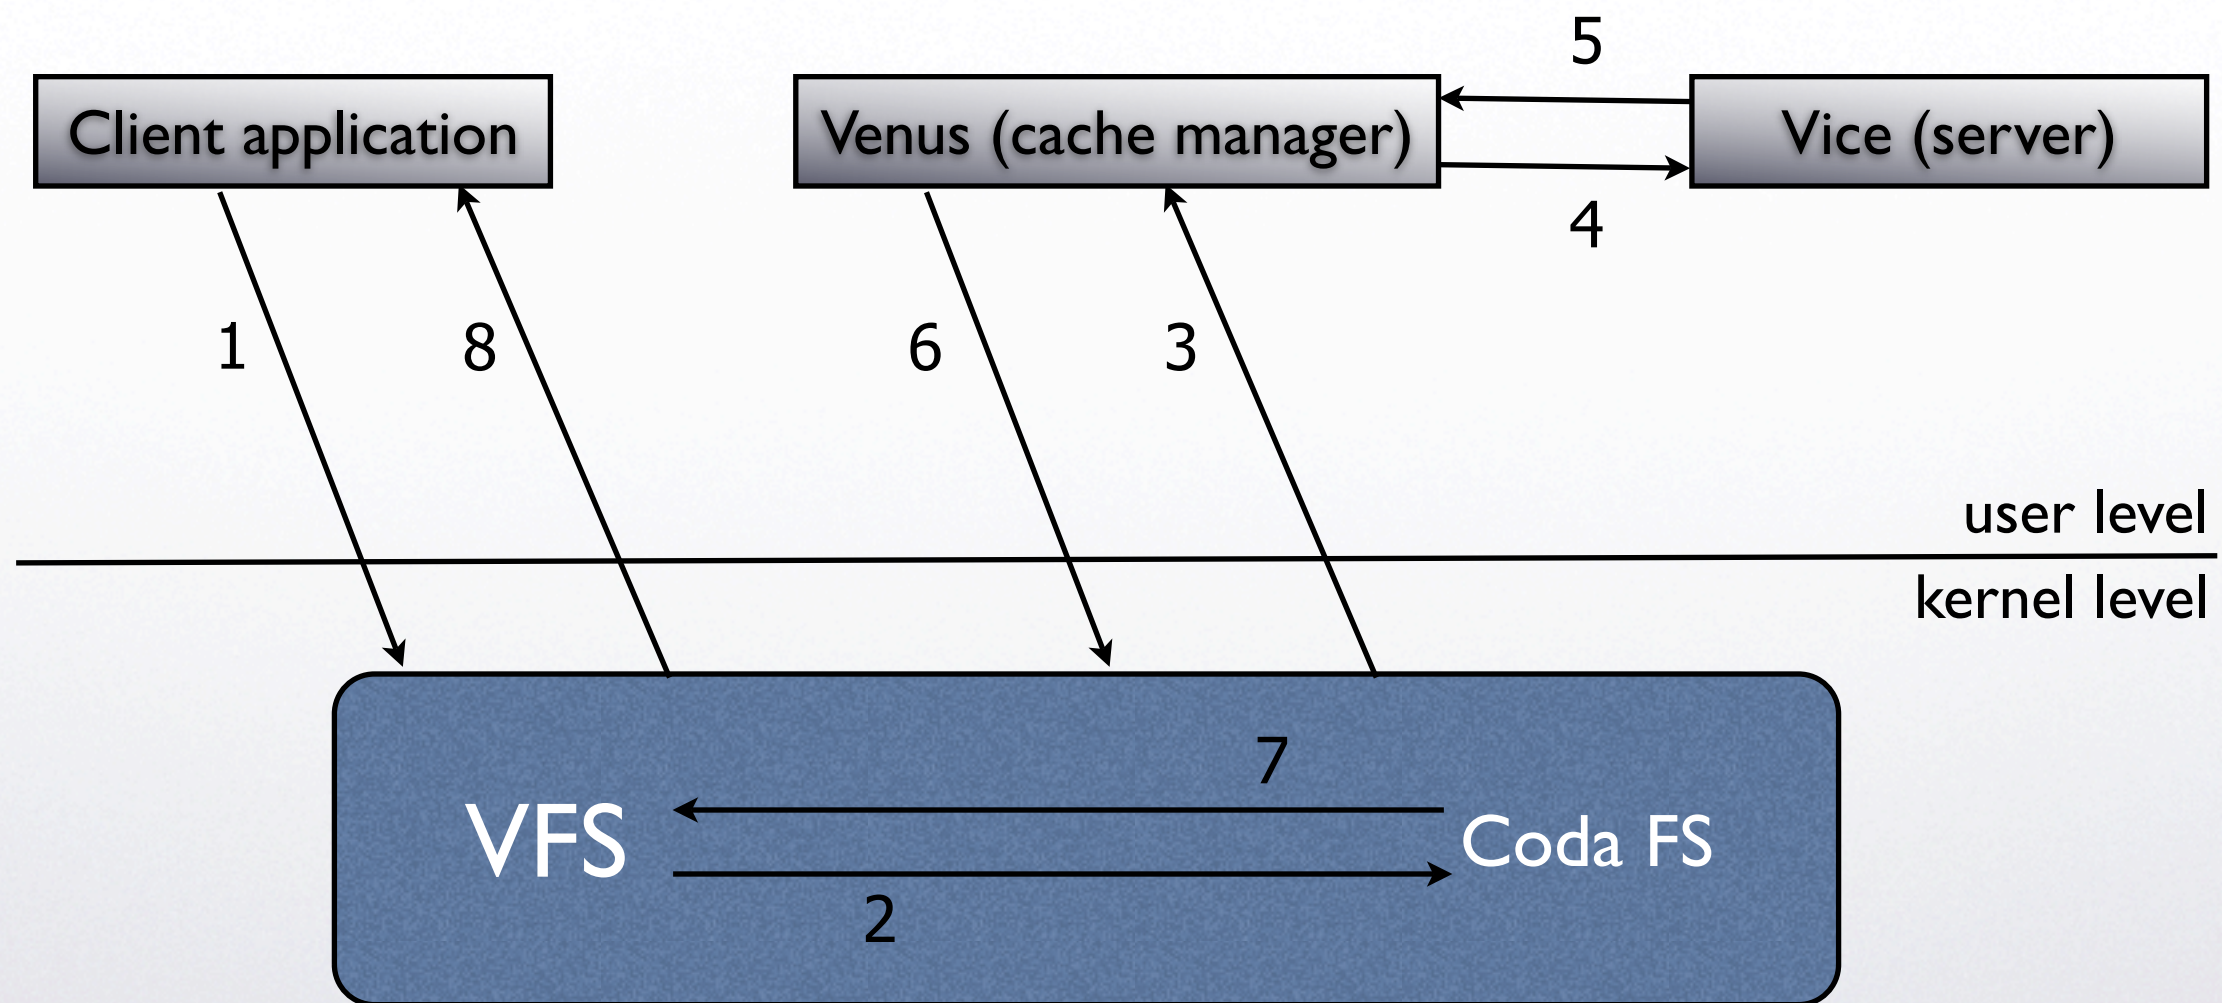 5
Client application
Venus (cache manager)
Vice (server)
4
1
8
6
3
user level
kernel level
7
VFS
Coda FS
2